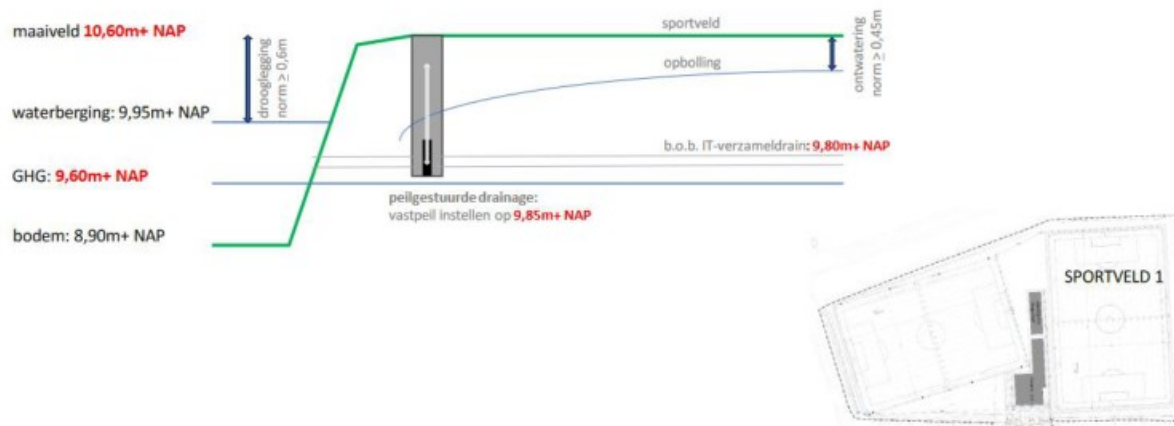 maaiveld 10,60m+ NAP
sportveld
drooglegging
norm ≥ 0,6m
opbolling
ontwatering
norm ≥ 0,45m
waterberging: 9,95m+ NAP
b.o.b. IT-verzameldrain: 9,80m+ NAP
GHG: 9,60m+ NAP
peilgestuurde drainage:
vastpeil instellen op 9,85m+ NAP
bodem: 8,90m+ NAP
SPORTVELD 1